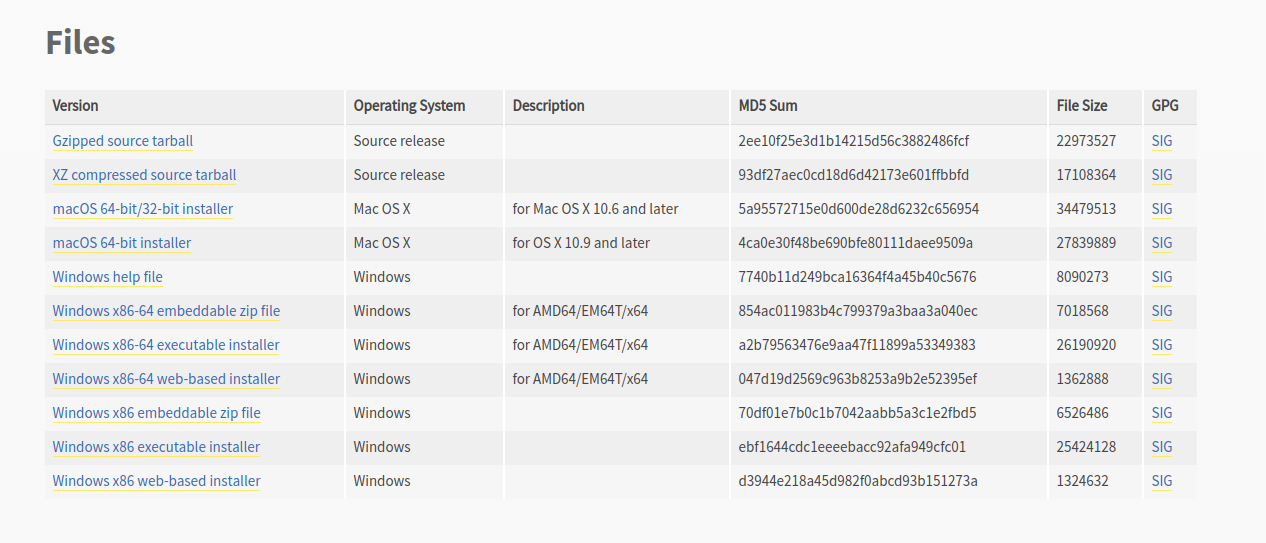 Files
Version Operating System Description MD5 Sum File Size GPG
Gzipped source tarball Source release 2ee10f25e3d1b14215d56c3882486fcf 22973527 SIG
XZ compressed source tarball Source release 93df27aec0cd18d6d42173e601ffbbfd 17108364 SIG
macOS 64-bit/32-bit installer Mac OS X for Mac OS X 10.6 and later 5a95572715e0d600de28d6232c656954 34479513 SIG
macOS 64-bit installer Mac OS X for OS X 10.9 and later 4ca0e30f48be690bfe80111daee9509a 27839889 SIG
Windows help file Windows 7740b11d249bca16364f4a45b40c5676 8090273 SIG
Windows x86-64 embeddable zip file Windows for AMD64/EM64T/x64 854ac011983b4c799379a3baa3a040ec 7018568 SIG
Windows x86-64 executable installer Windows for AMD64/EM64T/x64 a2b79563476e9aa47f11899a53349383 26190920 SIG
Windows x86-64 web-based installer Windows for AMD64/EM64T/x64 047d19d2569c963b8253a9b2e52395ef 1362888 SIG
Windows x86 embeddable zip file Windows 70df01e7b0c1b7042aabb5a3c1e2fbd5 6526486 SIG
Windows x86 executable installer Windows ebf1644cdc1eeeebacc92afa949cfc01 25424128 SIG
Windows x86 web-based installer Windows d3944e218a45d982f0abcd93b151273a 1324632 SIG